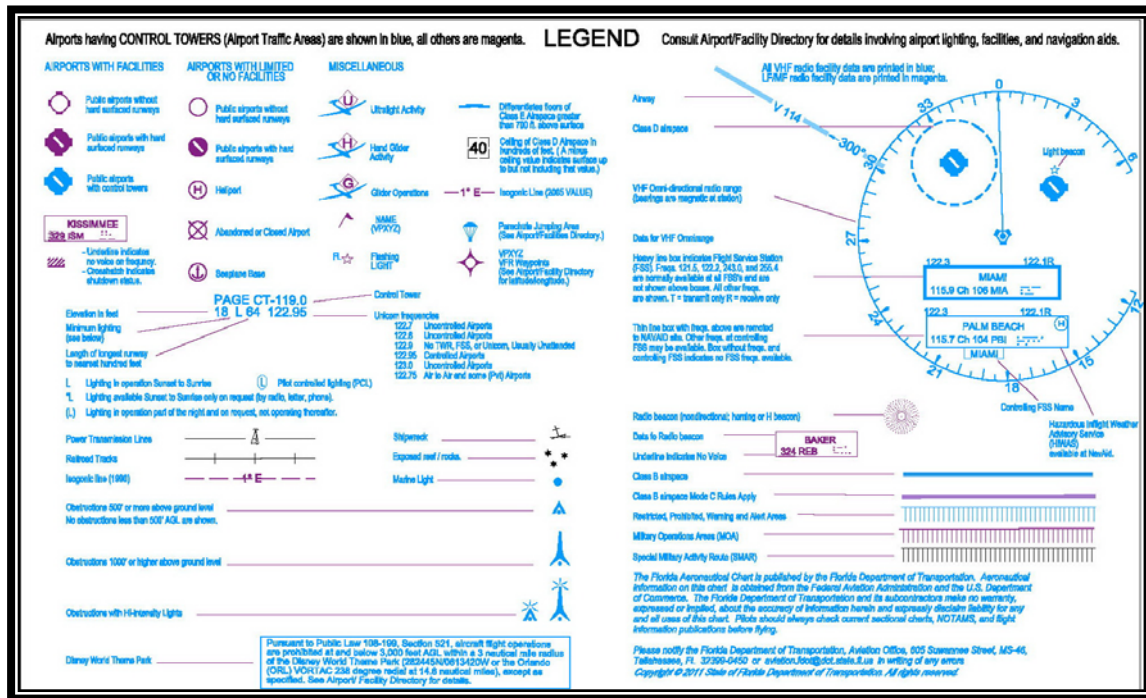 Airports having CONTROL TOWERS (Airport Traffic Areas) are shown in blue, all others are magenta.
LEGEND
Consult Airport/Facility Directory for details involving airport lighting, facilities, and navigation aids.
AIRPORTS WITH FACILITIES
Public airports without
hard surfaced runways
Public airports with hard
surfaced runways
Public airports
with control towers
KISSIMMEE
329 ISM
- Underline indicates
no voice on frequncy.
- Crosshatch indicates
shutdown status.
AIRPORTS WITH LIMITED
OR NO FACILITIES
Public airports without
hard surfaced runways
Public airports with hard
surfaced runways
H
Heliport
Abandoned or Closed Airport
Seeplane Base
MISCELLANEOUS
U
Ultralight Activity
H
Hand Glider
Activity
G
Glider Operations
NAME
(VPXYZ)
FL
Flashing
LIGHT
Differentiates floors of
Class E Airspace greater
than 700 ft. above surface
40
Ceiling of Class D Airspace in
hundreds of feet. ( A minus
ceiling value indicates surface up
to but not including that value.)
1° E
Isogonic Line (2005 VALUE)
Parachute Jumping Area
(See Airport/Facilities Directory.)
VPXYZ
VFR Waypoints
(See Airport/Facility Directory
for latitude/longitude.)
PAGE CT-119.0
18 L 64 122.95
Control Tower
Elevation in feet
Minimum lighting
(see below)
Length of longest runway
to nearest hundred feet
Unicom frequencies
122.7 Uncontrolled Airports
122.8 Uncontrolled Airports
122.9 No TWR, FSS, or Unicom, Usually Unattended
122.95 Controlled Airports
123.0 Uncontrolled Airports
122.75 Air to Air and some (Pvt) Airports
L Lighting in operation Sunset to Sunrise
(L) Pilot controlled lighting (PCL)
*L Lighting available Sunset to Sunrise only on request (by radio, letter, phone).
(L) Lighting in operation part of the night and on request, not operating thereafter.
Power Transmission Lines
Railroad Tracks
Isogonic line (1990)
1° E
Shipwreck
Exposed reef / rocks.
Marine Light
Obstructions 500' or more above ground level
No obstructions less than 500' AGL are shown.
Obstructions 1000' or higher above ground level
Obstructions with Hi-Intensity Lights
Disney World Theme Park
Pursuant to Public Law 108-199, Section 521, aircraft flight operations
are prohibited at and below 3,000 feet AGL within a 3 nautical mile radius
of the Disney World Theme Park (282445N/0813420W or the Orlando
(ORL) VORTAC 238 degree radial at 14.8 nautical miles), except as
specified. See Airport/ Facility Directory for details.
All VHF radio facility data are printed in blue;
LF/MF radio facility data are printed in magenta.
Airway
V 114
300°
Class D airspace
Light beacon
VHF Omni-directional radio range
(bearings are magnetic at station)
0
3
6
12
15
18
21
24
27
30
33
Data for VHF Omnirange
Heavy line box indicates Flight Service Station
(FSS). Freqs. 121.5, 122.2, 243.0, and 255.4
are normally available at all FSS's and are
not shown above boxes. All other freqs.
are shown. T = transmit only R = receive only
122.3 122.1R
MIAMI
115.9 Ch 106 MIA
Thin line box with freqs. above are remoted
to NAVAID site. Other freqs. at controlling
FSS may be available. Box without freqs. and
controlling FSS indicates no FSS freqs. available.
122.3 122.1R
PALM BEACH
H
115.7 Ch 104 PBI
MIAMI
Controlling FSS Name
Hazardous Inflight Weather
Advisory Service
(HIWAS)
available at NavAid.
Radio beacon (nondirectional; homing or H beacon)
Data fo Radio beacon
Underline Indicates No Voice
BAKER
324 REB
Class B airspace
Class B airspace Mode C Rules Apply
Restricted, Prohibited, Warning and Alert Areas
Military Operations Areas (MOA)
Special Military Activity Route (SMAR)
The Florida Aeronautical Chart is published by the Florida Department of Transportation. Aeronautical
information on this chart is obtained from the Federal Aviation Administration and the U.S. Department
of Commerce. The Florida Department of Transportation and its subcontractors make no warranty,
expressed or implied, about the accuracy of information herein and expressly disclaim liability for any
and all uses of this chart. Pilots should always check current sectional charts, NOTAMS, and flight
information publications before flying.
Please notify the Florida Department of Transportation, Aviation Office, 605 Suwannee Street, MS-46,
Tallahassee, Fl. 32399-0450 or aviation.fdot@dot.state.fl.us in writing of any errors
Copyright © 2011 State of Florida Department of Transportation. All rights reserved